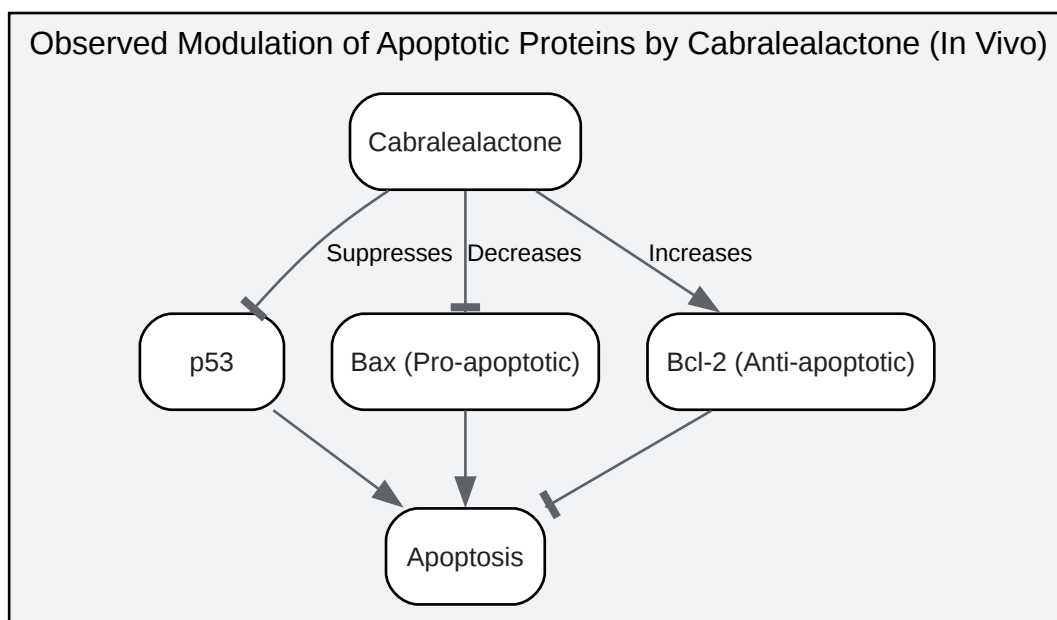 Observed Modulation of Apoptotic Proteins by Cabralealactone (In Vivo)
Cabralealactone
Suppresses
Decreases
Increases
p53
Bax (Pro-apoptotic)
Bcl-2 (Anti-apoptotic)
Apoptosis